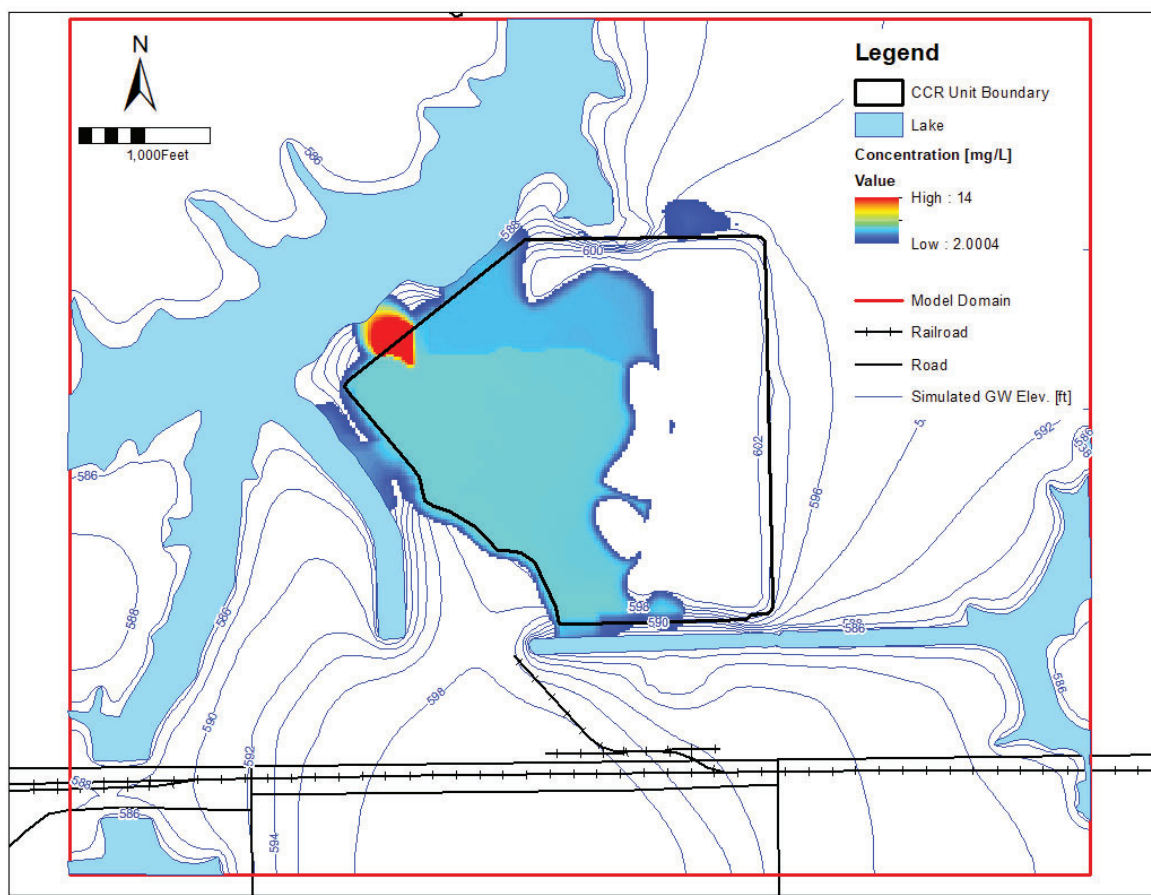 N
1,000Feet
Legend
CCR Unit Boundary
Lake
Concentration [mg/L]
Value
High : 14
Low : 2.0004
Model Domain
Railroad
Road
Simulated GW Elev. [ft]
586
588
600
602
596
592
586
586
588
586
590
592
598
598
590
588
586
586
588
586
594